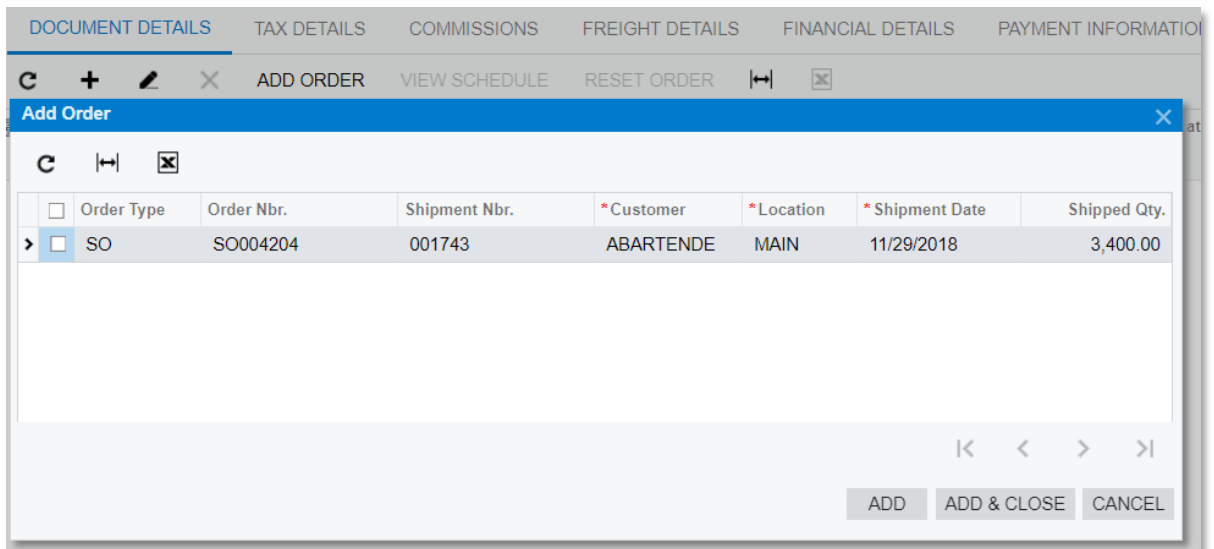 DOCUMENT DETAILS TAX DETAILS COMMISSIONS FREIGHT DETAILS FINANCIAL DETAILS PAYMENT INFORMATIO
ADD ORDER VIEW SCHEDULE RESET ORDER
Add Order
at
Order Type Order Nbr. Shipment Nbr. *Customer *Location *Shipment Date Shipped Qty.
SO SO004204 001743 ABARTENDE MAIN 11/29/2018 3,400.00
ADD ADD & CLOSE CANCEL